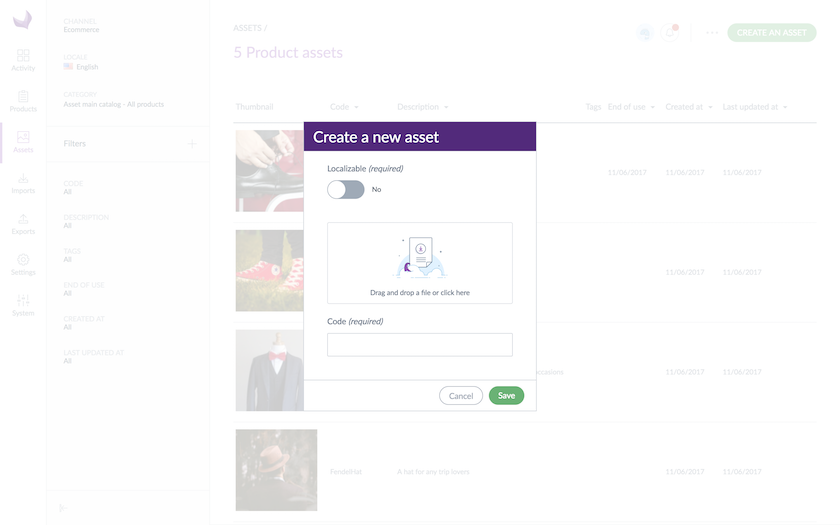 CHANNEL
Ecommerce
LOCALE
English
CATEGORY
Asset main catalog - All products
Filters
CODE
All
DESCRIPTION
All
TAGS
All
END OF USE
All
CREATED AT
All
LAST UPDATED AT
All
Activity
Products
Assets
Imports
Exports
Settings
System
ASSETS /
5 Product assets
CREATE AN ASSET
Thumbnail Code Description Tags End of use Created at Last updated at
11/06/2017 11/06/2017 11/06/2017
11/06/2017 11/06/2017
11/06/2017 11/06/2017
A hat for any trip lovers 11/06/2017 11/06/2017
Create a new asset
Localizable (required)
No
Drag and drop a file or click here
Code (required)
Cancel Save